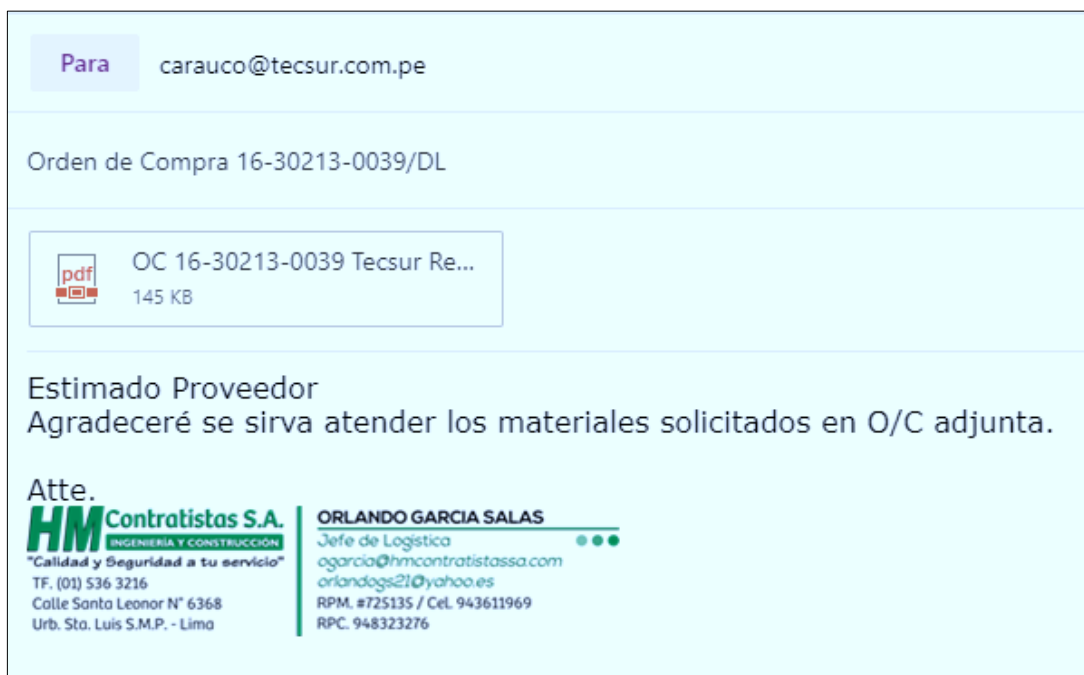 Para carauco@tecsur.com.pe
Orden de Compra 16-30213-0039/DL
pdf
OC 16-30213-0039 Tecsur Re...
145 KB
Estimado Proveedor
Agradeceré se sirva atender los materiales solicitados en O/C adjunta.
Atte.
HM Contratistas S.A.
INGENIERÍA Y CONSTRUCCIÓN
"Calidad y Seguridad a tu servicio"
TF. (01) 536 3216
Calle Santa Leonor N° 6368
Urb. Sta. Luis S.M.P. - Lima
ORLANDO GARCIA SALAS
Jefe de Logística
ogarcia@hmcontratistassa.com
orlandogs21@yahoo.es
RPM. #725135 / Cel. 943611969
RPC. 948323276